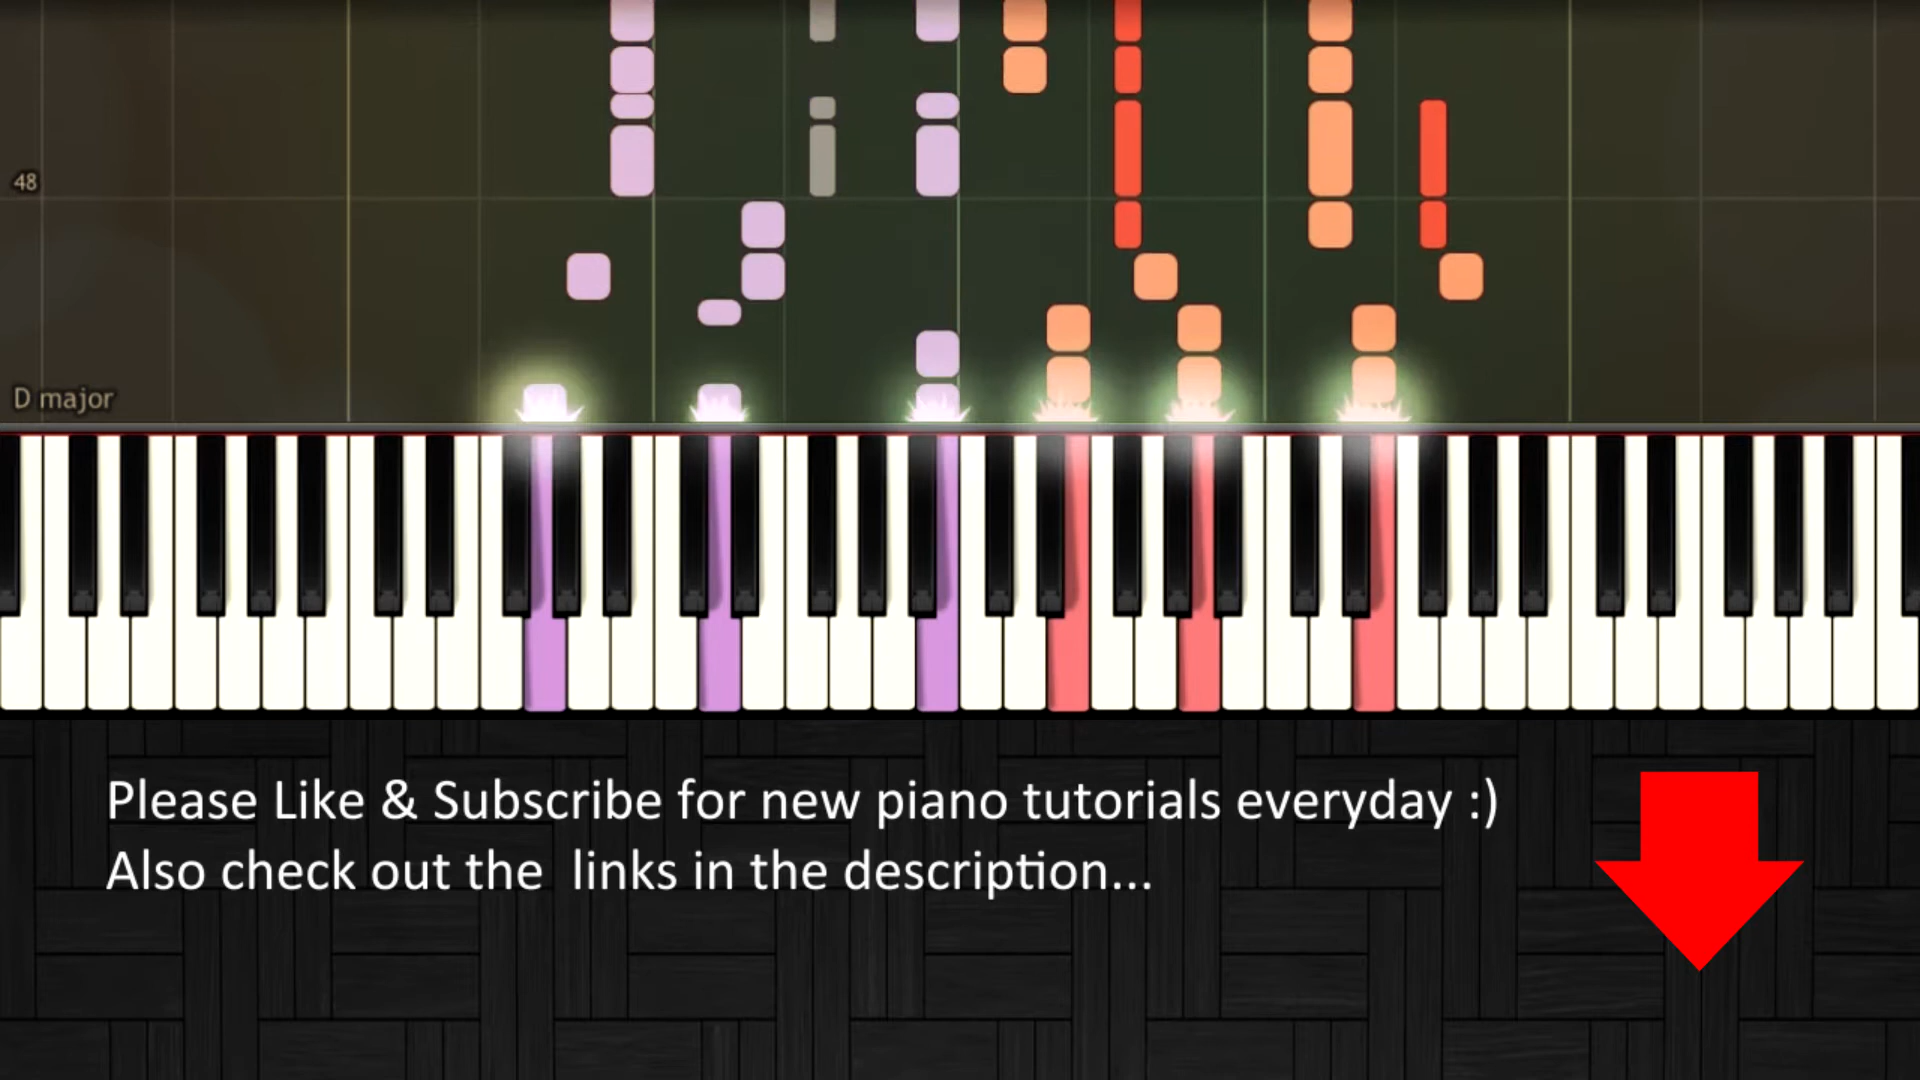 48
D major
Please Like & Subscribe for new piano tutorials everyday :)
Also check out the  links in the description...